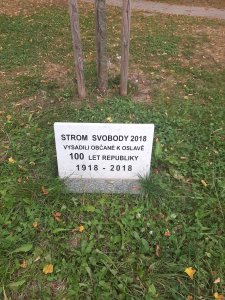 STROM SVOBODY 2018
VYSADILI OBČANÉ K OSLAVĚ
100 LET REPUBLIKY
1918 - 2018